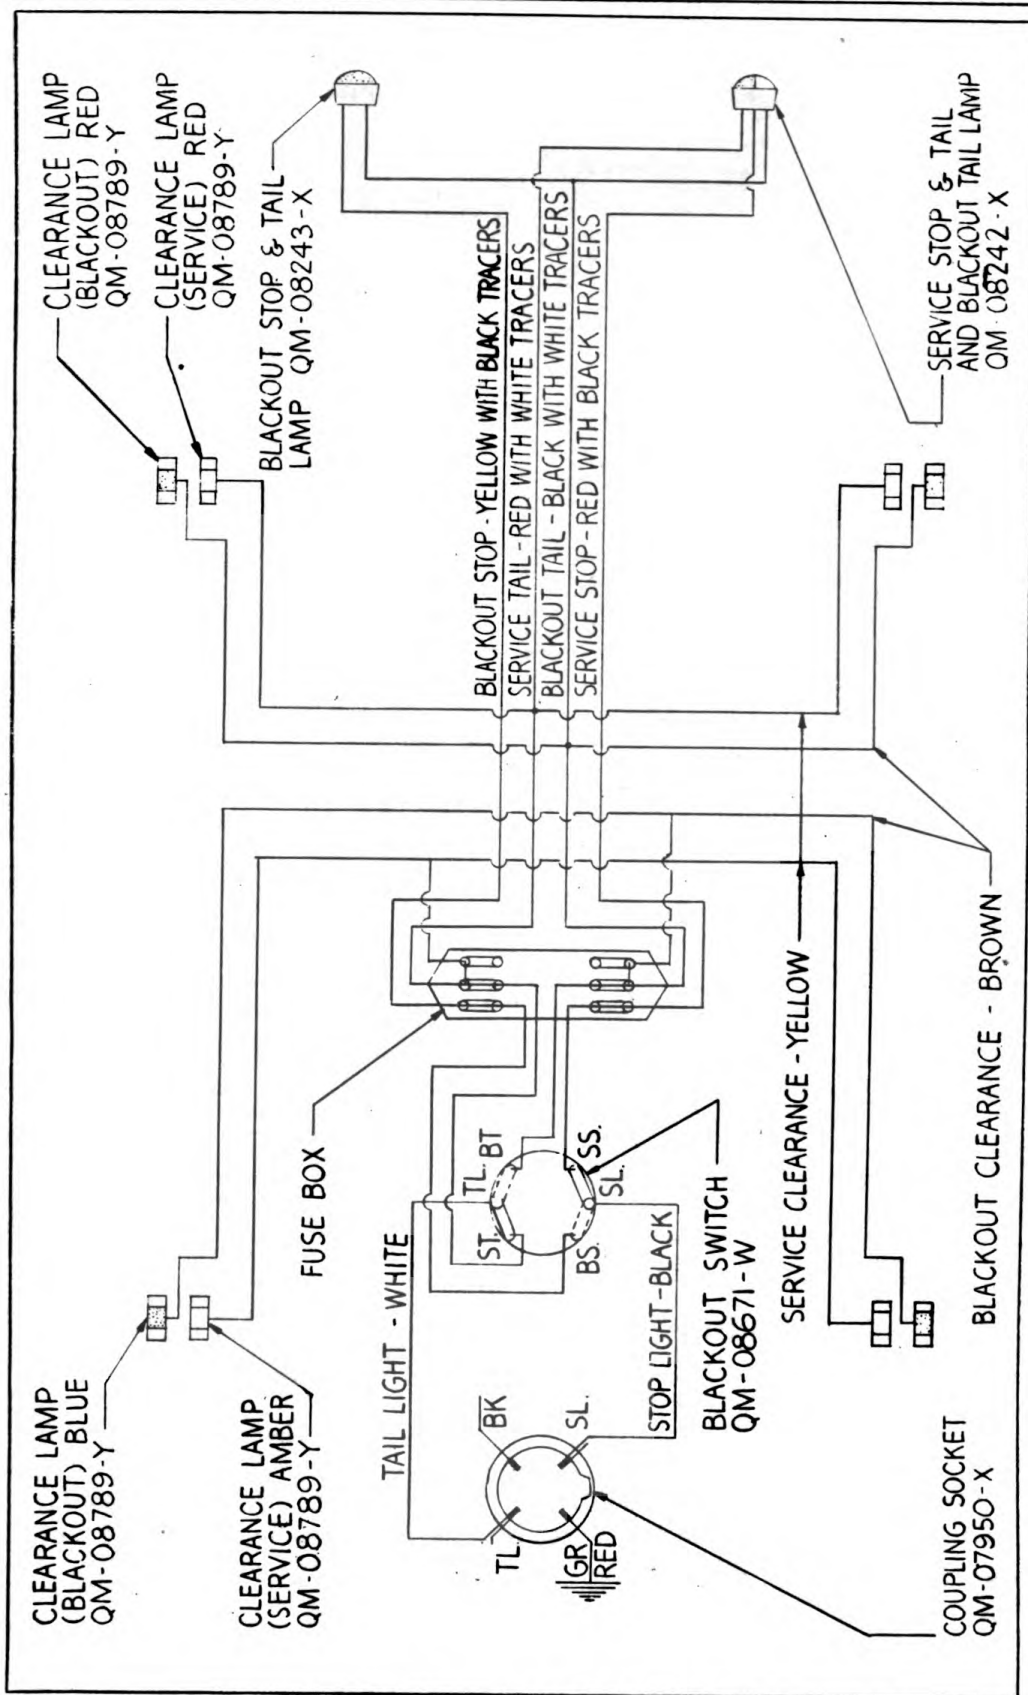 CLEARANCE LAMP
(BLACKOUT) BLUE
QM-08789-Y
CLEARANCE LAMP
(SERVICE) AMBER
QM-08789-Y
CLEARANCE LAMP
(BLACKOUT) RED
QM-08789-Y
CLEARANCE LAMP
(SERVICE) RED
QM-08789-Y
BLACKOUT STOP & TAIL
LAMP QM-08243-X
FUSE BOX
TAIL LIGHT - WHITE
BLACKOUT STOP-YELLOW WITH BLACK TRACERS
SERVICE TAIL-RED WITH WHITE TRACERS
BLACKOUT TAIL-BLACK WITH WHITE TRACERS
SERVICE STOP-RED WITH BLACK TRACERS
TL.
BK
SL.
GR
RED
ST.
TL.
BT
BS.
SL.
SS.
STOP LIGHT-BLACK
BLACKOUT SWITCH
QM-08671-W
SERVICE CLEARANCE-YELLOW
BLACKOUT CLEARANCE - BROWN
COUPLING SOCKET
QM-07950-X
SERVICE STOP & TAIL
AND BLACKOUT TAIL LAMP
QM-08242-X